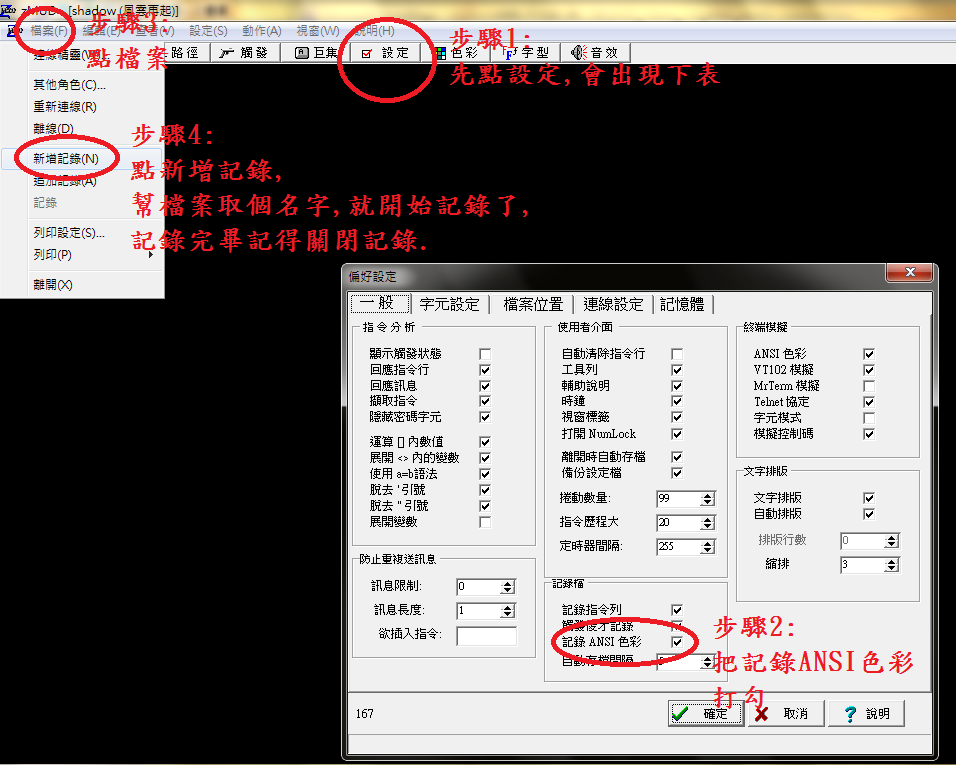 zMUD - [shadow (風雲再起)]
檔案(F) 編輯(E) 查看(V) 設定(S) 動作(A) 視窗(W) 說明(H)
路徑 觸發 巨集 設定 色彩 字型 音效
步驟3:
點檔案
步驟1:
先點設定,會出現下表
連線精靈(W)
其他角色(C)...
重新連線(R)
離線(D)
新增記錄(N)
追加記錄(A)
記錄
列印設定(S)...
列印(P)
離開(X)
步驟4:
點新增記錄,
幫檔案取個名字,就開始記錄了,
記錄完畢記得關閉記錄.
偏好設定
一般 字元設定 檔案位置 連線設定 記憶體
指令分析
顯示觸發狀態
回應指令行
回應訊息
擷取指令
隱藏密碼字元
運算 [] 內數值
展開 <> 內的變數
使用 a=b語法
脫去 ' 引號
脫去 " 引號
展開變數
防止重複送訊息
訊息限制: 0
訊息長度: 1
欲插入指令:
使用者介面
自動清除指令行
工具列
輔助說明
時鐘
視窗標籤
打開 NumLock
離開時自動存檔
備份設定檔
捲動數量: 99
指令歷程大 20
定時器間隔: 255
記錄檔
記錄指令列
觸發後才記錄
記錄 ANSI 色彩
自動存檔間隔
終端模擬
ANSI 色彩
VT102 模擬
MrTerm 模擬
Telnet 協定
字元模式
模擬控制碼
文字排版
文字排版
自動排版
排版行數 0
縮排 3
步驟2:
把記錄ANSI色彩
打勾
167
確定 取消 說明